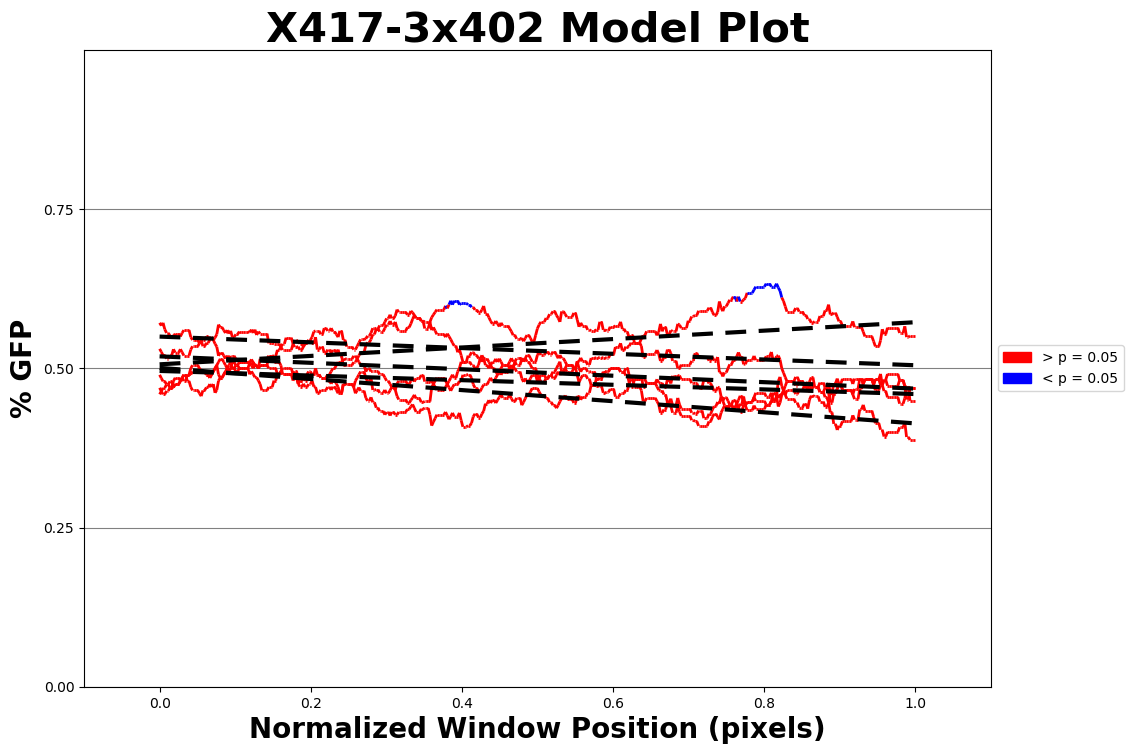 X417-3x402 Model Plot
% GFP
0.75
0.50
0.25
0.00
0.0 0.2 0.4 0.6 0.8 1.0
Normalized Window Position (pixels)
> p = 0.05
< p = 0.05